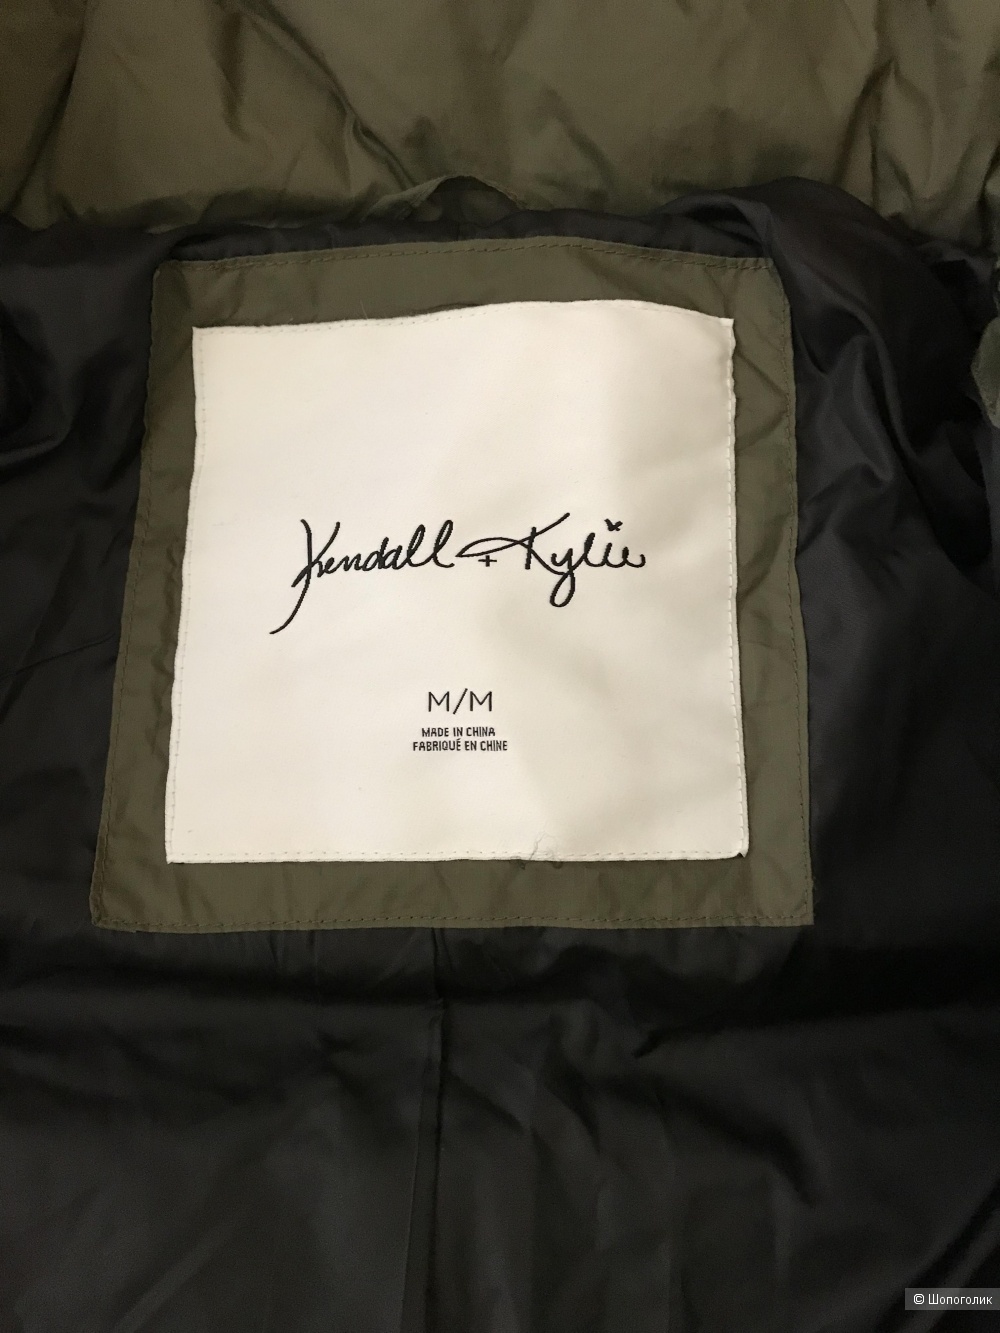 Kendall + Kylie
M/M
MADE IN CHINA
FABRIQUÉ EN CHINE
© Шопоголик